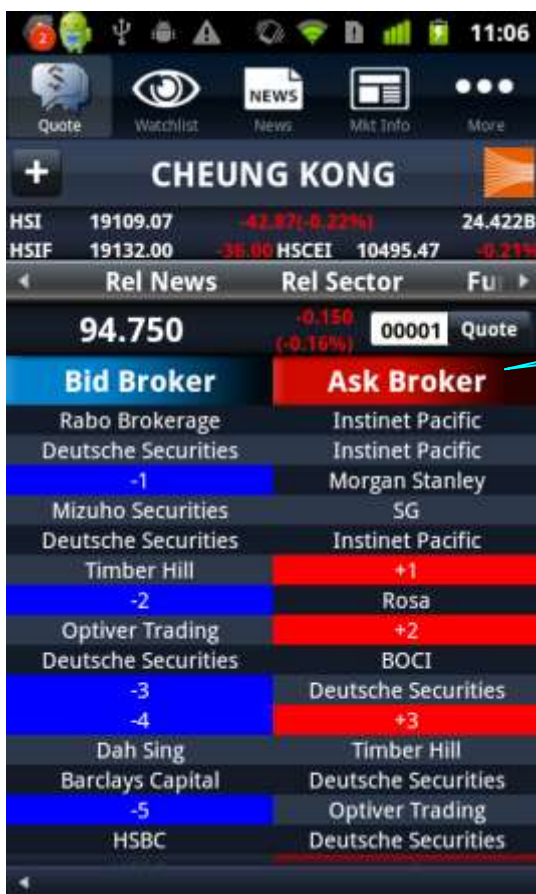 11:06
Quote Watchlist News Mkt Info More
NEWS
+ CHEUNG KONG
HSI 19109.07 -42.87(-0.22%) 24.422B
HSIF 19132.00 -36.00 HSCEI 10495.47 -0.21%
Rel News Rel Sector Fu
94.750 -0.150 (-0.16%) 00001 Quote
Bid Broker Ask Broker
Rabo Brokerage Instinet Pacific
Deutsche Securities Instinet Pacific
-1 Morgan Stanley
Mizuho Securities SG
Deutsche Securities Instinet Pacific
Timber Hill +1
-2 Rosa
Optiver Trading +2
Deutsche Securities BOCI
-3 Deutsche Securities
-4 +3
Dah Sing Timber Hill
Barclays Capital Deutsche Securities
-5 Optiver Trading
HSBC Deutsche Securities